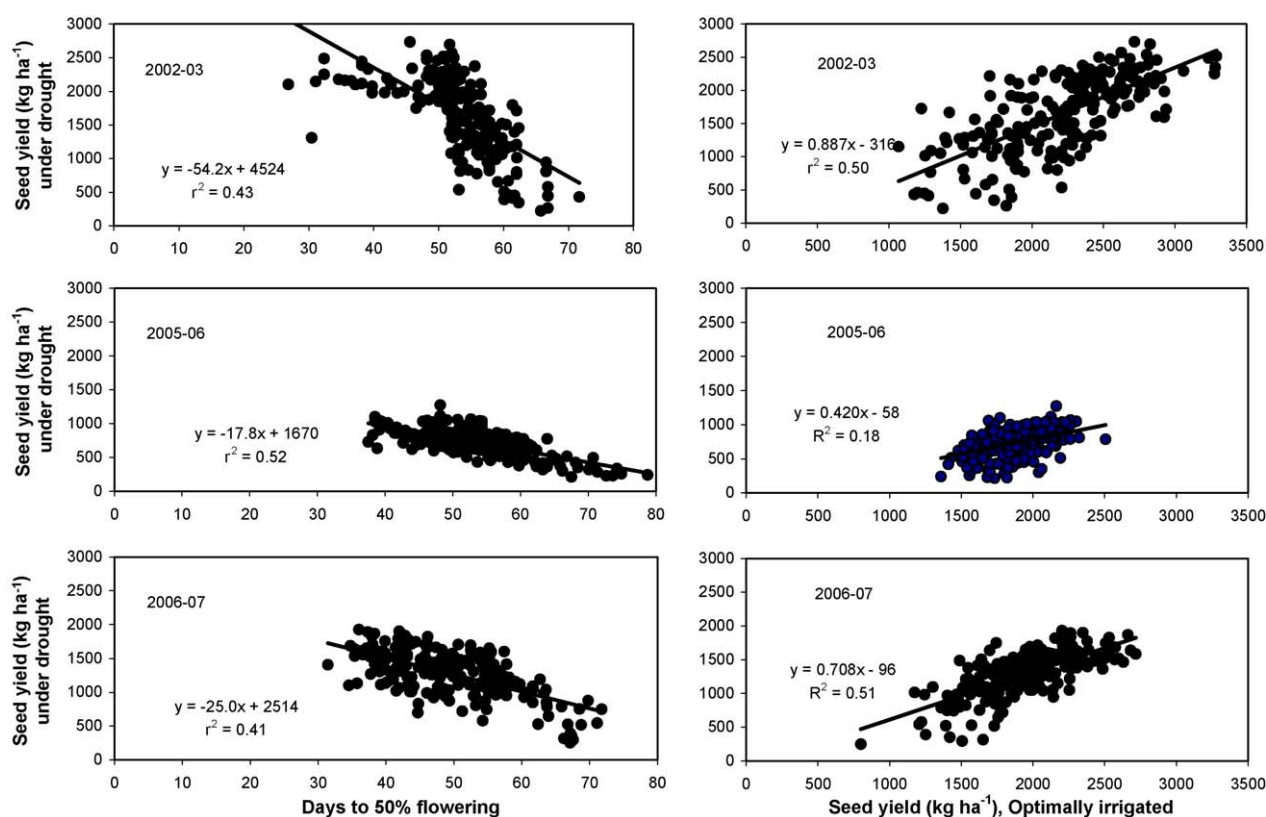 Seed yield (kg ha-1)
under drought
3000
2500
2000
1500
1000
500
0
2002-03
y = -54.2x + 4524
r2 = 0.43
0 10 20 30 40 50 60 70 80
3000
2500
2000
1500
1000
500
0
2002-03
y = 0.887x - 316
r2 = 0.50
0 500 1000 1500 2000 2500 3000 3500
Seed yield (kg ha-1)
under drought
3000
2500
2000
1500
1000
500
0
2005-06
y = -17.8x + 1670
r2 = 0.52
0 10 20 30 40 50 60 70 80
3000
2500
2000
1500
1000
500
0
2005-06
y = 0.420x - 58
R2 = 0.18
0 500 1000 1500 2000 2500 3000 3500
Seed yield (kg ha-1)
under drought
3000
2500
2000
1500
1000
500
0
2006-07
y = -25.0x + 2514
r2 = 0.41
0 10 20 30 40 50 60 70 80
Days to 50% flowering
3000
2500
2000
1500
1000
500
0
2006-07
y = 0.708x - 96
R2 = 0.51
0 500 1000 1500 2000 2500 3000 3500
Seed yield (kg ha-1), Optimally irrigated